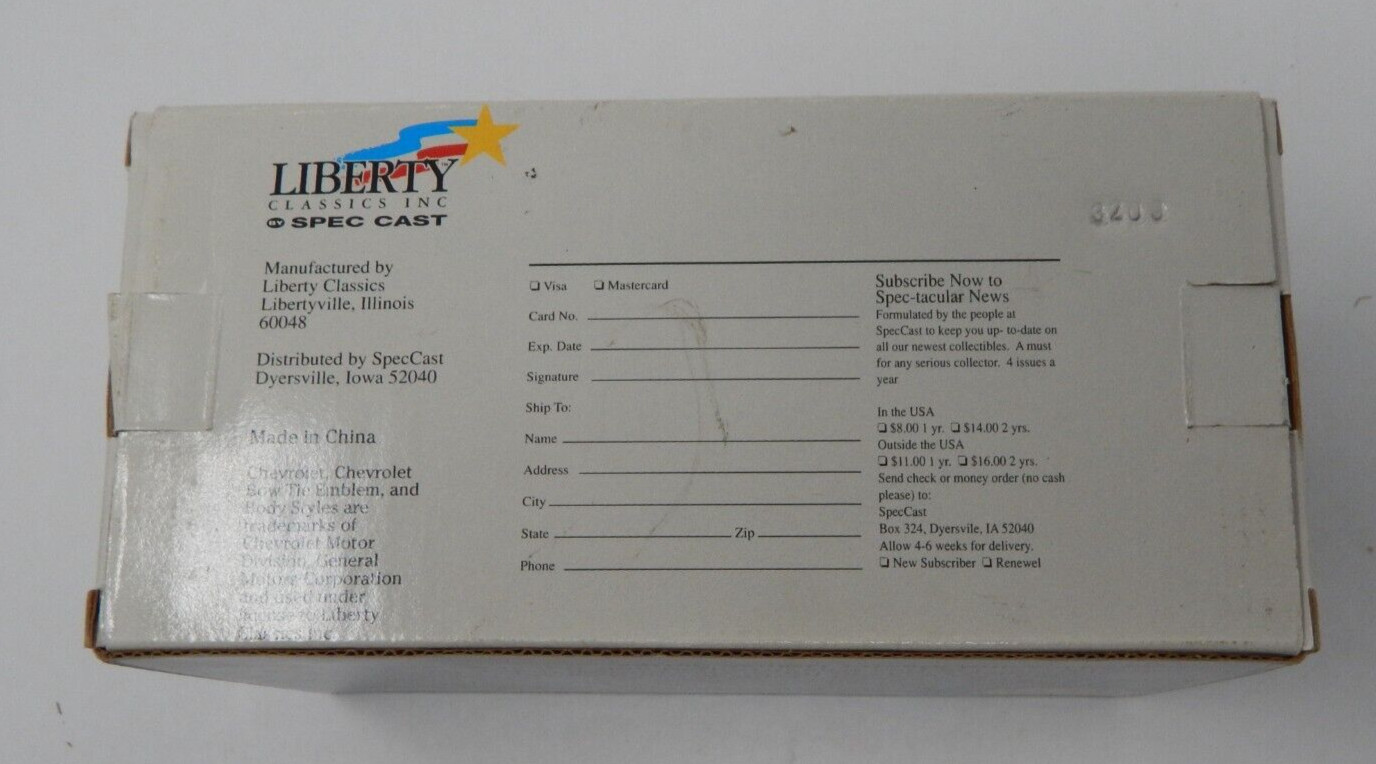 LIBERTY™
CLASSICS INC
BY SPEC CAST
3200
Manufactured by
Liberty Classics
Libertyville, Illinois
60048
Distributed by SpecCast
Dyersville, Iowa 52040
Made in China
Chevrolet, Chevrolet
Bow Tie Emblem, and
Body Styles are
trademarks of
Chevrolet Motor
Division, General
Motors Corporation
and used under
license to Liberty
Classics Inc
Visa Mastercard
Card No.
Exp. Date
Signature
Ship To:
Name
Address
City
State Zip
Phone
Subscribe Now to
Spec-tacular News
Formulated by the people at
SpecCast to keep you up- to-date on
all our newest collectibles. A must
for any serious collector. 4 issues a
year
In the USA
$8.00 1 yr. $14.00 2 yrs.
Outside the USA
$11.00 1 yr. $16.00 2 yrs.
Send check or money order (no cash
please) to:
SpecCast
Box 324, Dyersvile, IA 52040
Allow 4-6 weeks for delivery.
New Subscriber Renewel